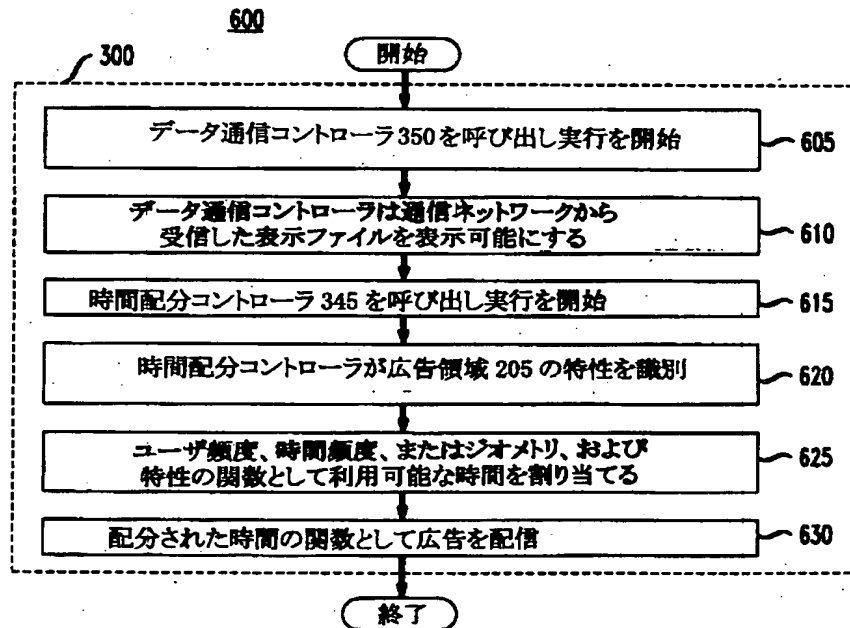 600
300
開始
データ通信コントローラ350を呼び出し実行を開始
605
データ通信コントローラは通信ネットワークから
受信した表示ファイルを表示可能にする
610
時間配分コントローラ345を呼び出し実行を開始
615
時間配分コントローラが広告領域205の特性を識別
620
ユーザ頻度、時間頻度、またはジオメトリ、および
特性の関数として利用可能な時間を割り当てる
625
配分された時間の関数として広告を配信
630
終了